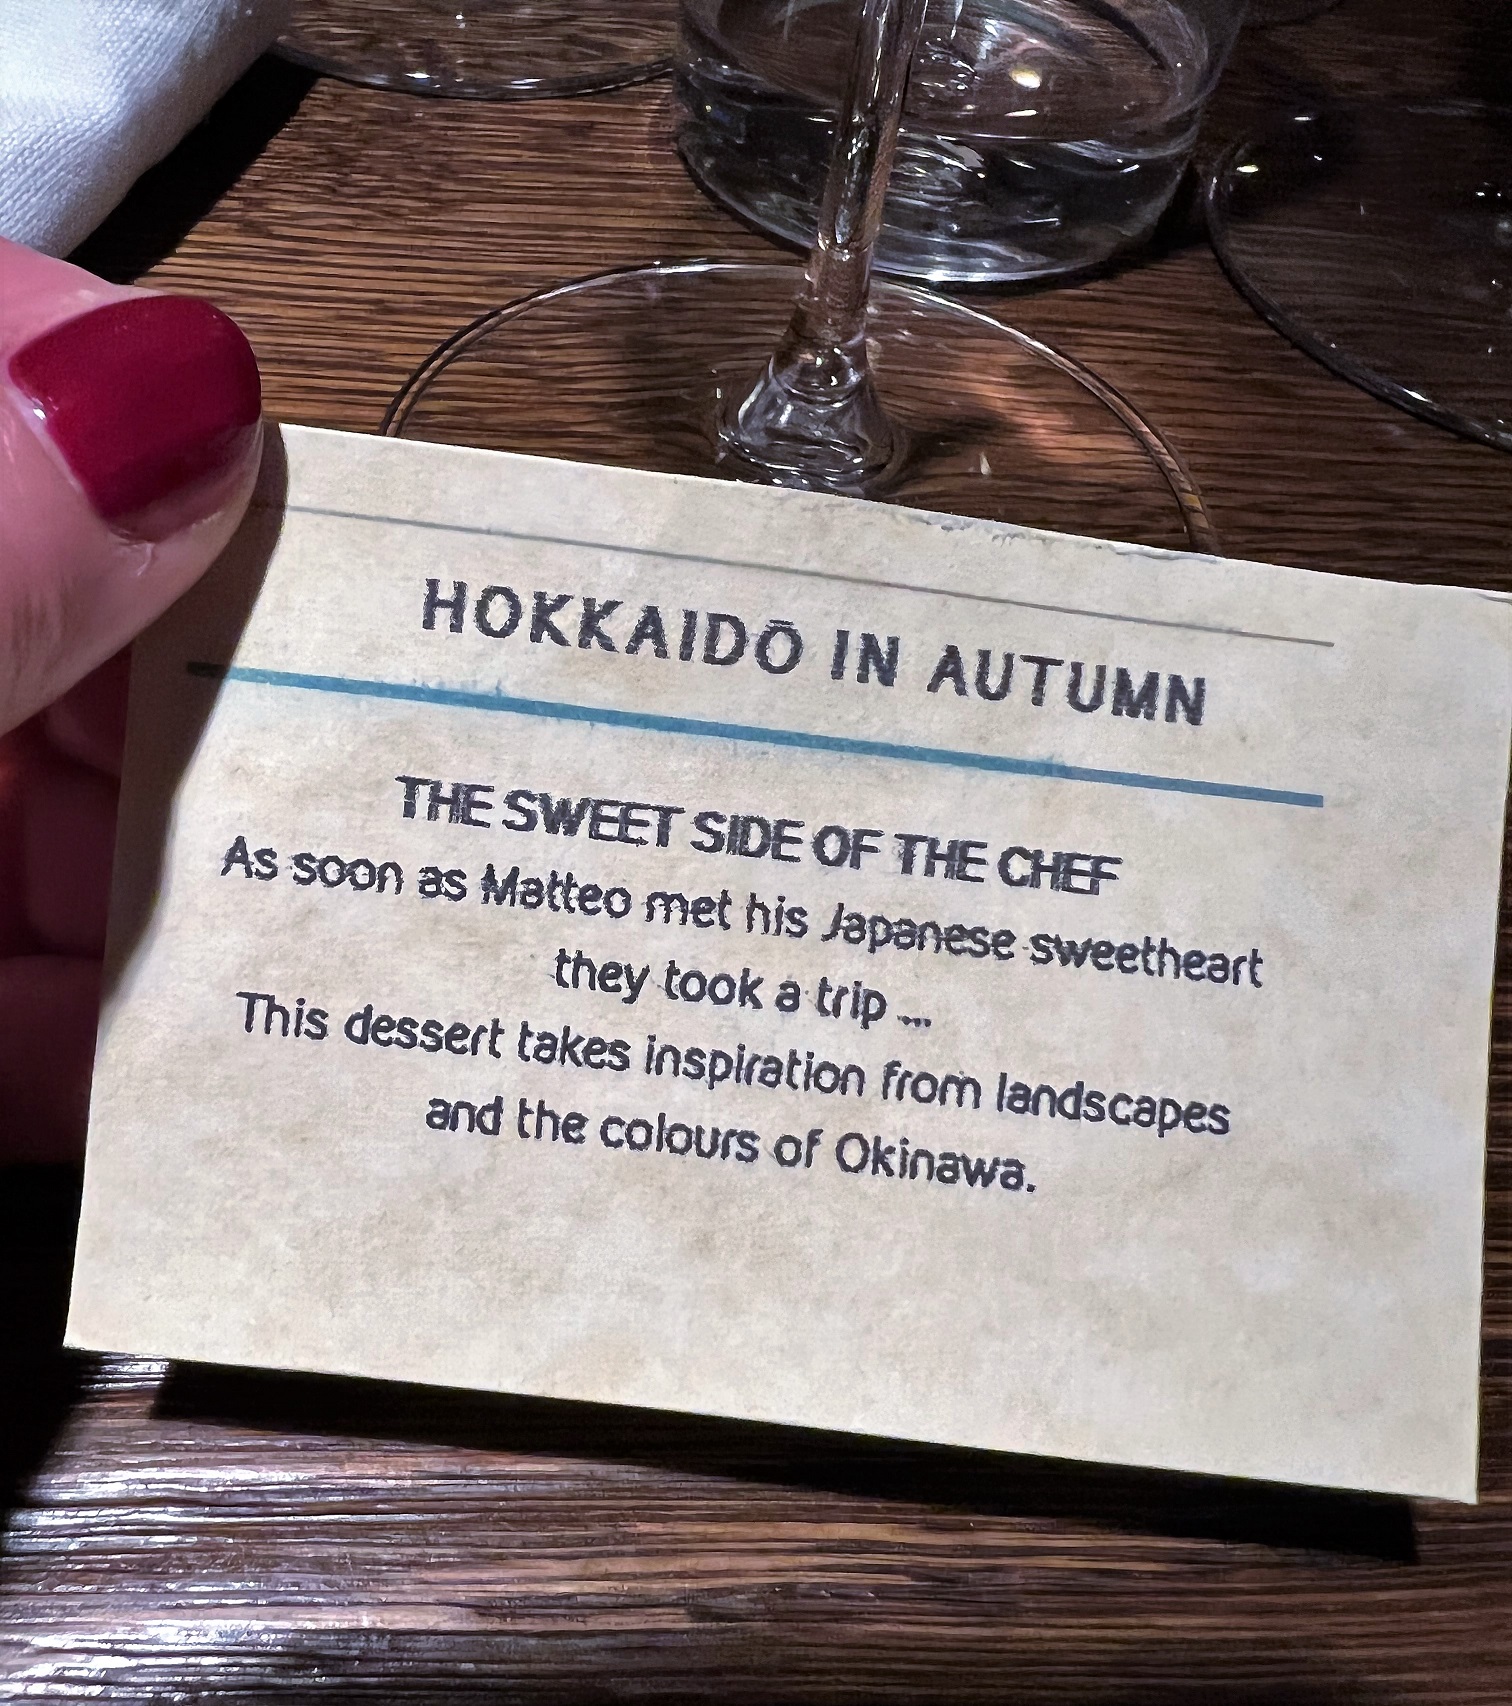 HOKKAIDŌ IN AUTUMN
THE SWEET SIDE OF THE CHEF
As soon as Matteo met his Japanese sweetheart
they took a trip ...
This dessert takes inspiration from landscapes
and the colours of Okinawa.